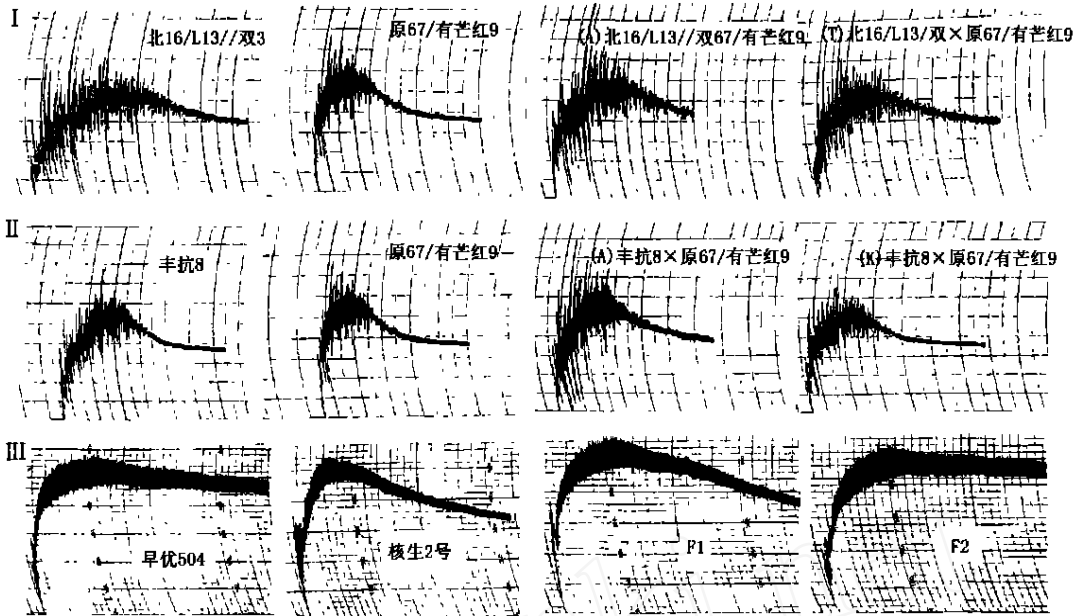 I
北16/L13//双3
原67/有芒红9
(A)北16/L13//双67/有芒红9
(T)北16/L13/双×原67/有芒红9
II
丰抗8
原67/有芒红9
(A)丰抗8×原67/有芒红9
(K)丰抗8×原67/有芒红9
III
早优504
核生2号
F1
F2